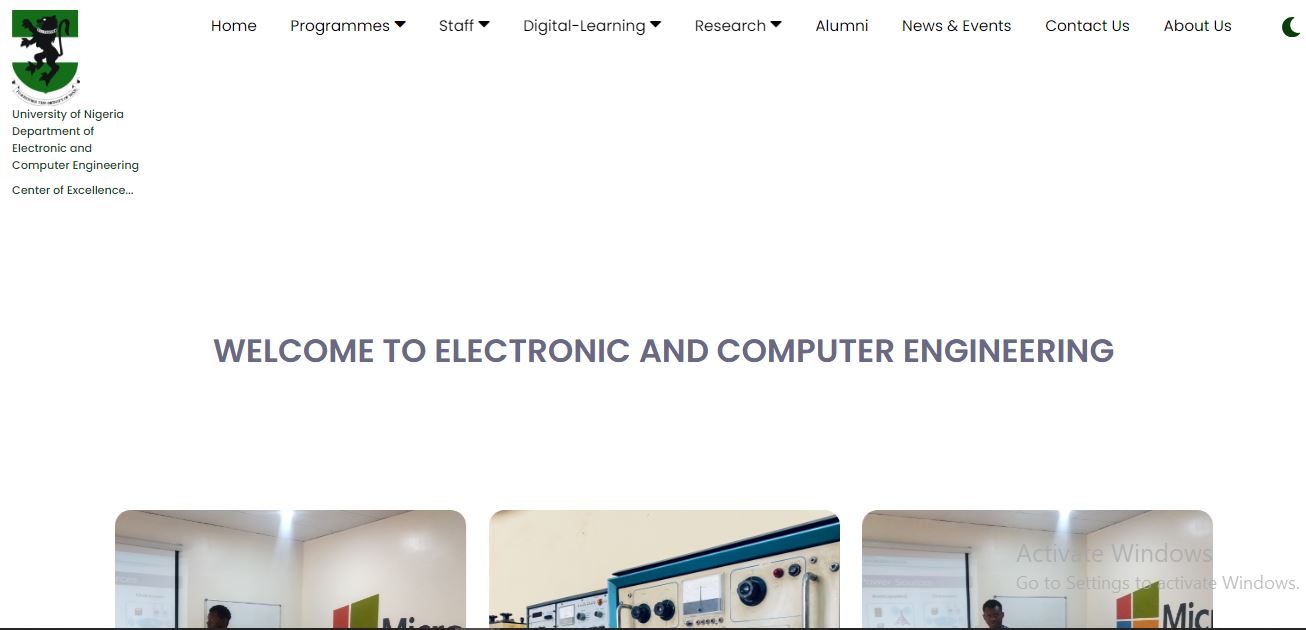 Home
Programmes
Staff
Digital-Learning
Research
Alumni
News & Events
Contact Us
About Us
University of Nigeria
Department of
Electronic and
Computer Engineering
Center of Excellence...
WELCOME TO ELECTRONIC AND COMPUTER ENGINEERING
Micro
Micr
Activate Windows
Go to Settings to activate Windows.